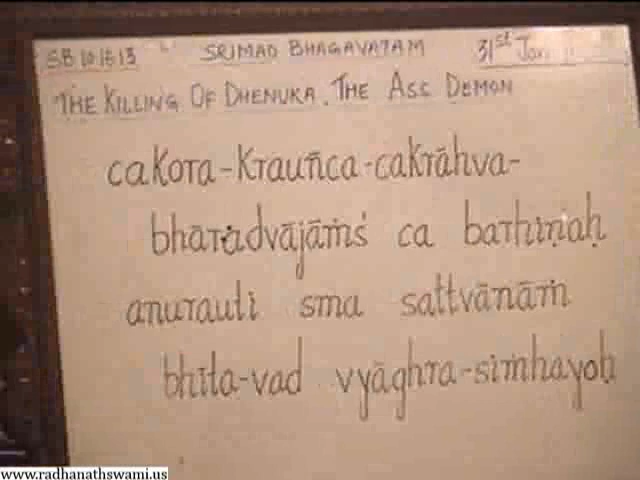 SB 10.15.13 SRIMAD BHAGAVATAM 31st Jan
THE KILLING OF DHENUKA, THE ASS DEMON
cakora-krauñca-cakrāhva-
bhāradvājāṁś ca barhiṇaḥ
anurauti sma sattvānāṁ
bhīta-vad vyāghra-siṁhayoḥ
www.radhanathswami.us